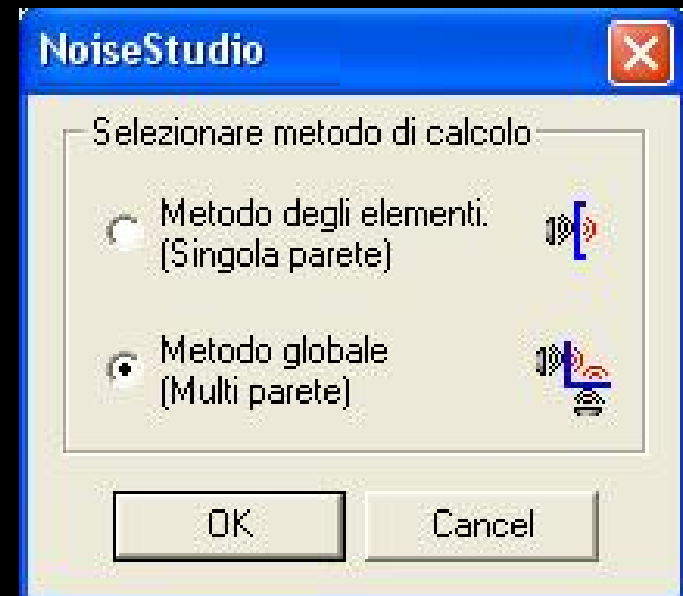 NoiseStudio
Selezionare metodo di calcolo
Metodo degli elementi.
(Singola parete)
Metodo globale
(Multi parete)
OK
Cancel